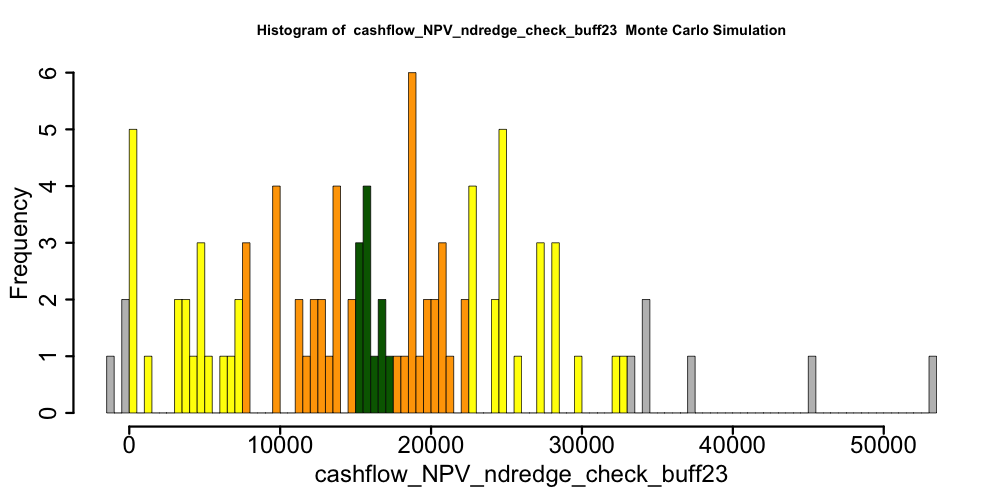 Histogram of  cashflow_NPV_ndredge_check_buff23  Monte Carlo Simulation
6
5
4
3
2
1
0
Frequency
0 10000 20000 30000 40000 50000
cashflow_NPV_ndredge_check_buff23